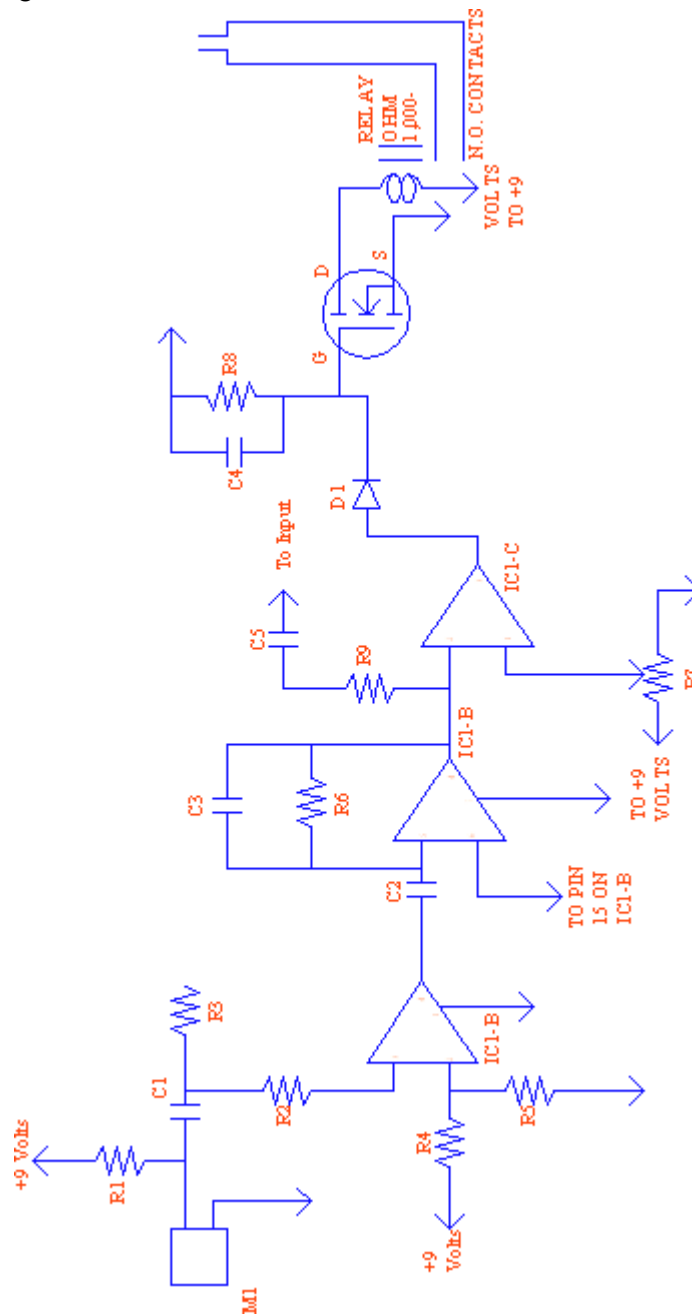 N.O. CONTACTS
RELAY
OHM
1,000-
VOLTS
TO +9
D
S
G
R8
C4
D1
To Input
C5
R9
IC1-C
IC1-B
C3
R6
TO +9
VOLTS
C2
TO PIN
15 ON
IC1-B
R3
C1
R2
IC1-B
+9 Volts
R1
R4
R5
+9
Volts
M1